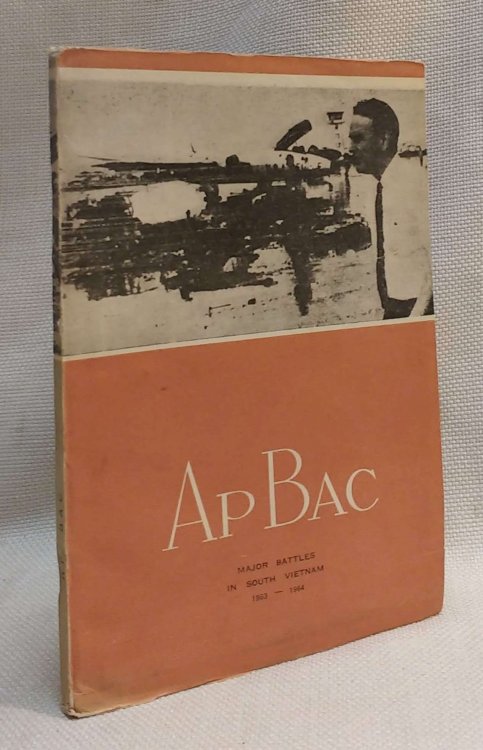 AP BAC
MAJOR BATTLES
IN SOUTH VIETNAM
1963 — 1964